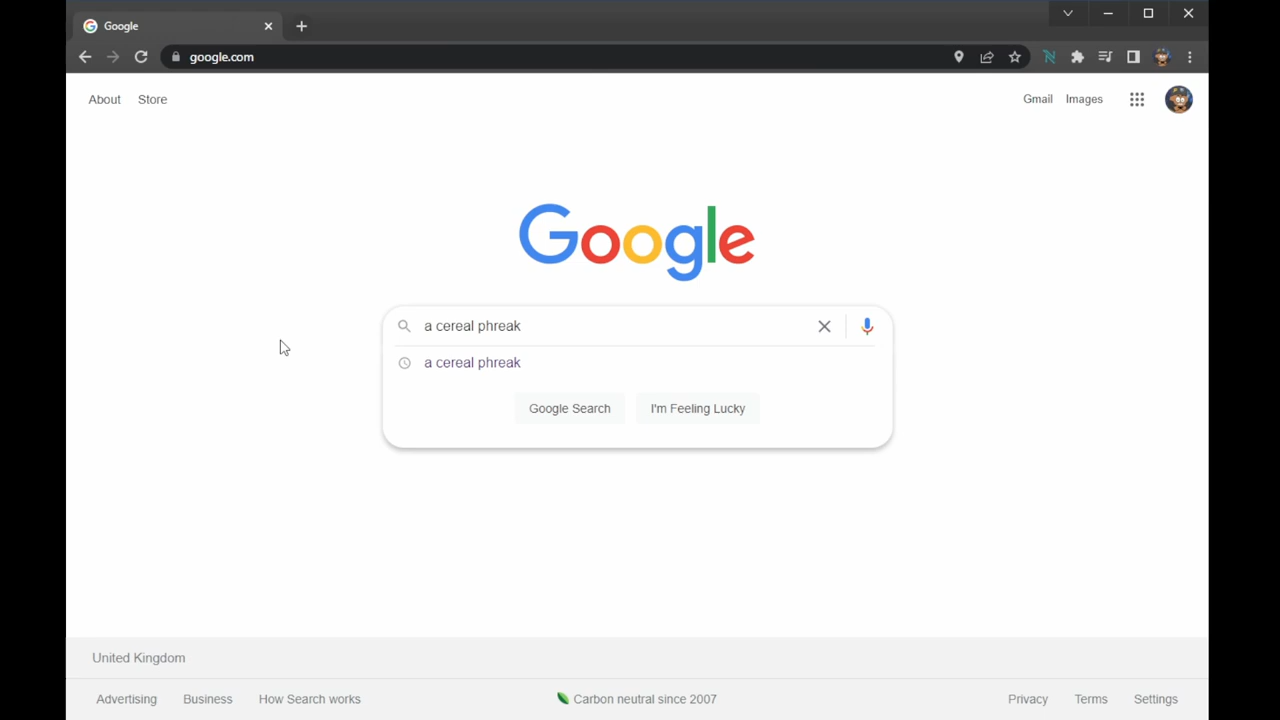 Google
google.com
About Store
Gmail Images
Google
a cereal phreak
a cereal phreak
Google Search I'm Feeling Lucky
United Kingdom
Advertising Business How Search works
Carbon neutral since 2007
Privacy Terms Settings